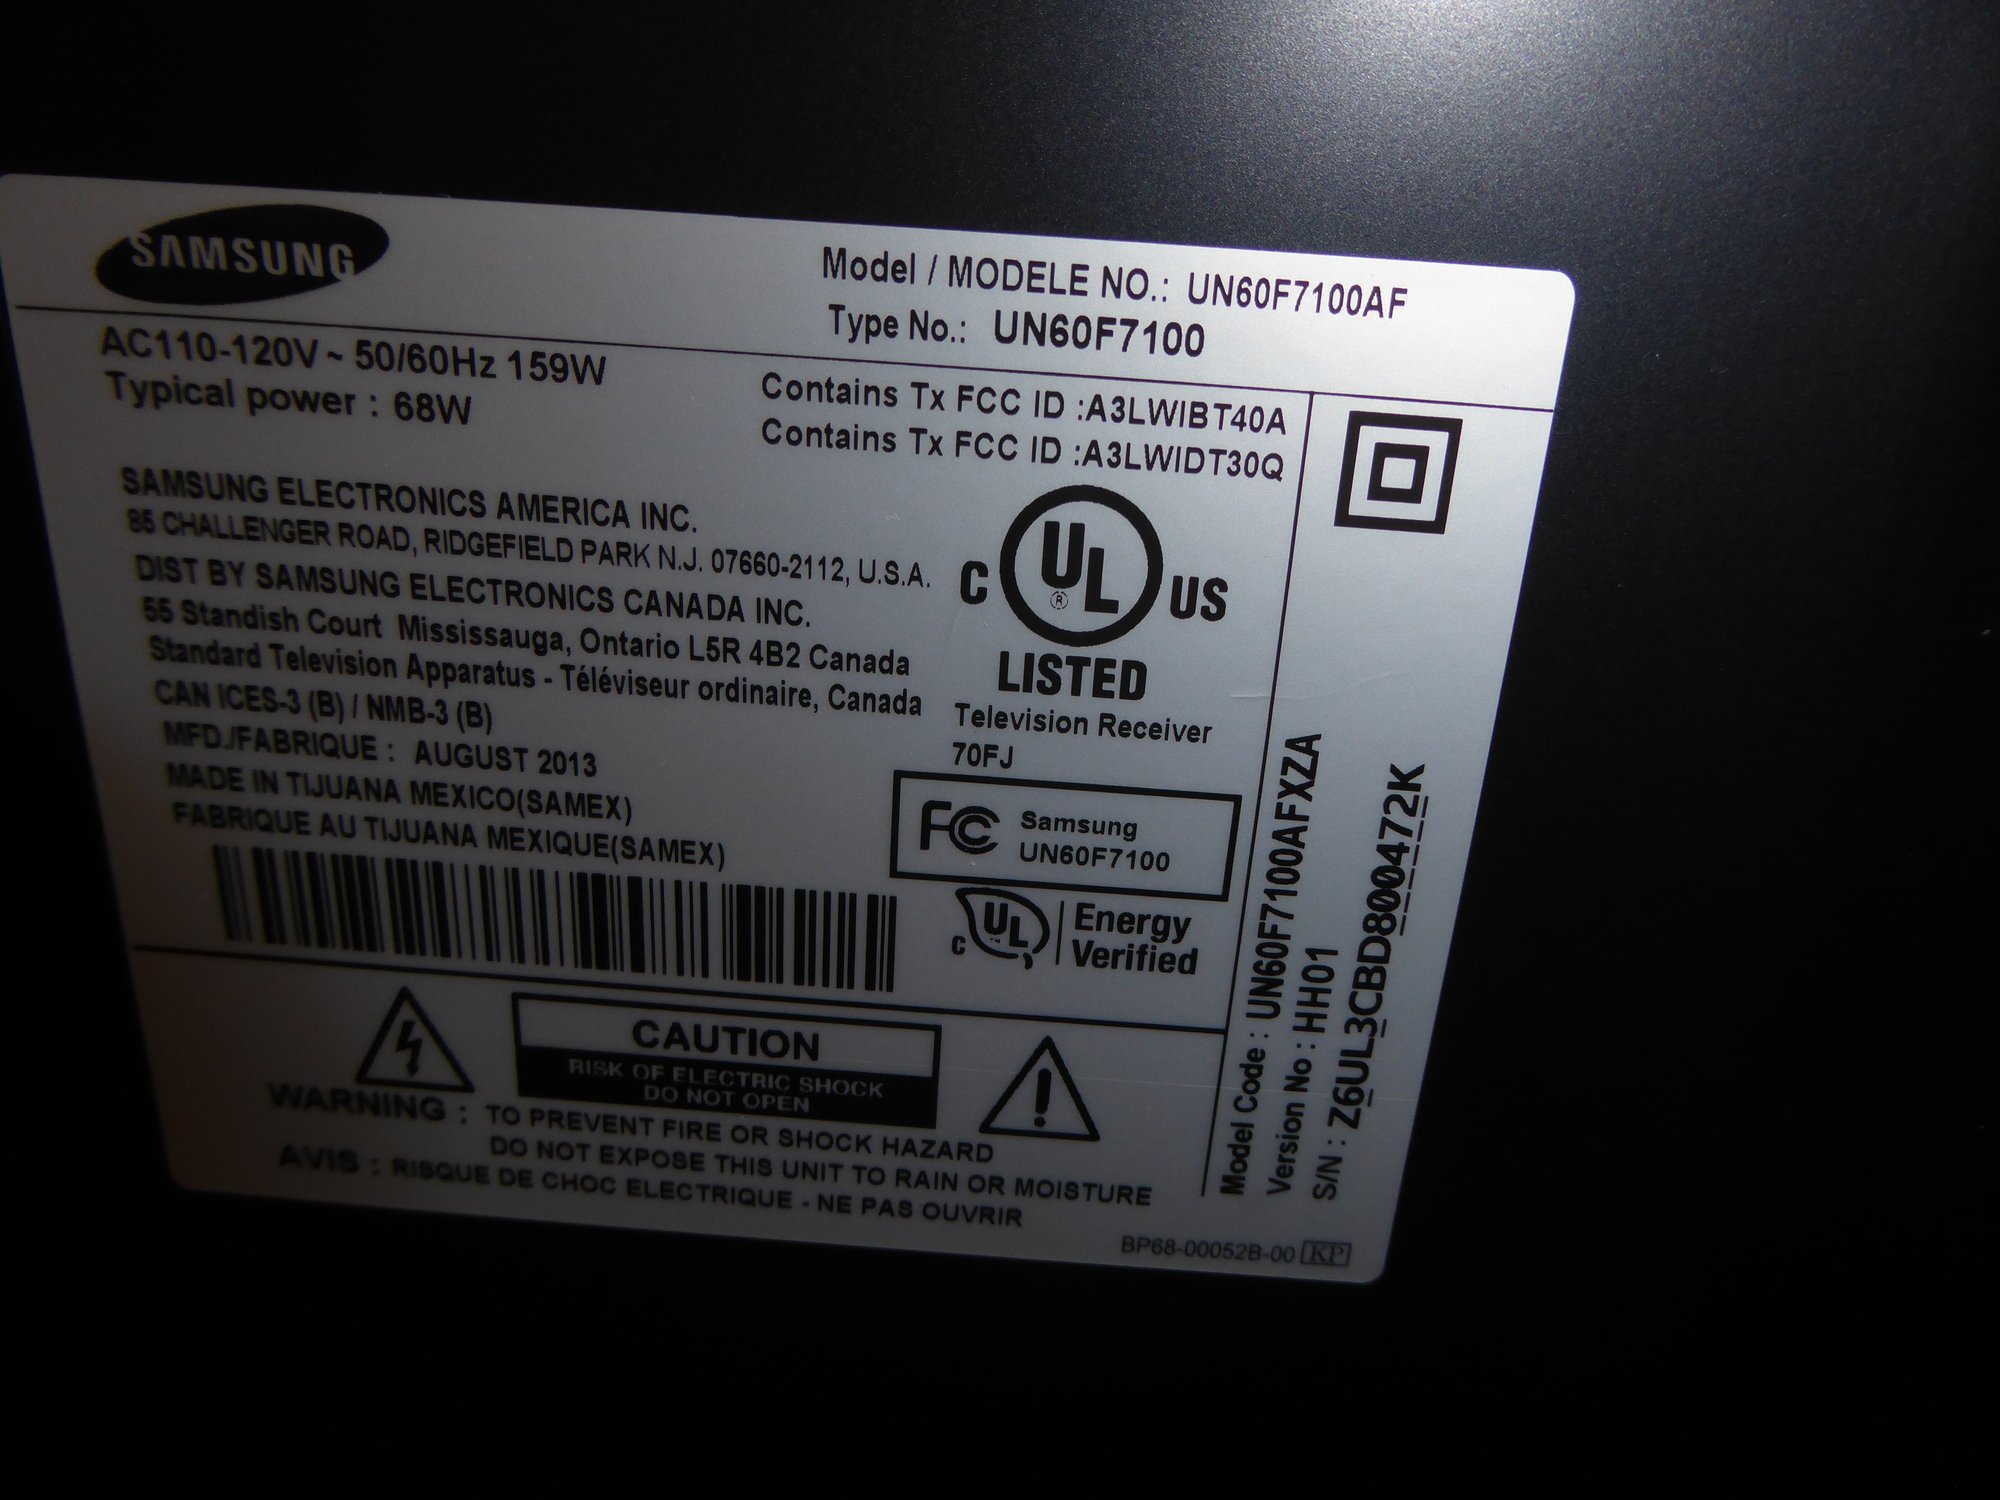 SAMSUNG
Model / MODELE NO.: UN60F7100AF
Type No.: UN60F7100
AC110-120V ~ 50/60Hz 159W
Typical power : 68W
Contains Tx FCC ID :A3LWIBT40A
Contains Tx FCC ID :A3LWIDT30Q
SAMSUNG ELECTRONICS AMERICA INC.
85 CHALLENGER ROAD, RIDGEFIELD PARK N.J. 07660-2112, U.S.A.
DIST BY SAMSUNG ELECTRONICS CANADA INC.
55 Standish Court Mississauga, Ontario L5R 4B2 Canada
Standard Television Apparatus - Téléviseur ordinaire, Canada
CAN ICES-3 (B) / NMB-3 (B)
MFD./FABRIQUE : AUGUST 2013
MADE IN TIJUANA MEXICO(SAMEX)
FABRIQUE AU TIJUANA MEXIQUE(SAMEX)
C UL® US
LISTED
Television Receiver
70FJ
FC Samsung
UN60F7100
C UL™ Energy
Verified
CAUTION
RISK OF ELECTRIC SHOCK
DO NOT OPEN
WARNING : TO PREVENT FIRE OR SHOCK HAZARD
DO NOT EXPOSE THIS UNIT TO RAIN OR MOISTURE
AVIS : RISQUE DE CHOC ELECTRIQUE - NE PAS OUVRIR
BP68-00052B-00 KP
Model Code : UN60F7100AFXZA
Version No : HH01
S/N : Z6UL3CBD800472K